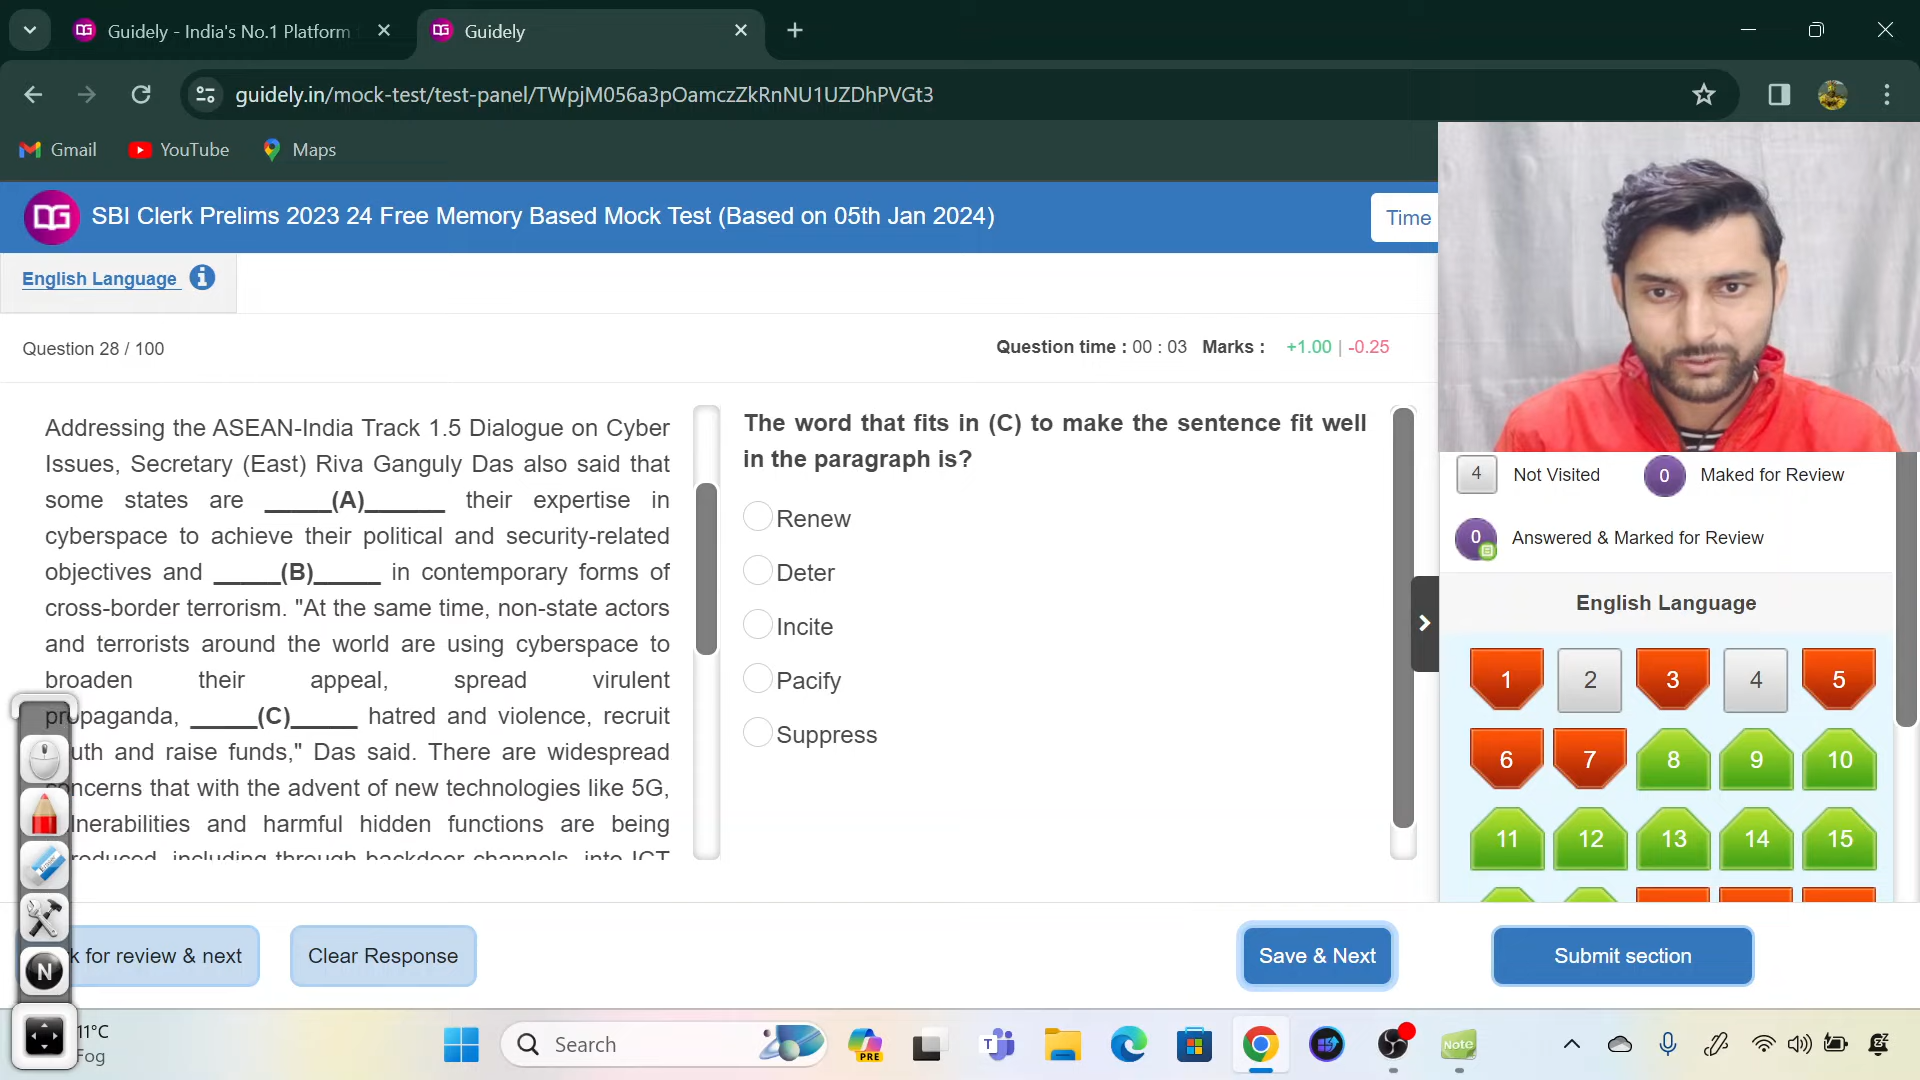 Guidely - India's No.1 Platform
Guidely
guidely.in/mock-test/test-panel/TWpjM056a3pOamczZkRnNU1UZDhPVGt3
Gmail
YouTube
Maps
SBI Clerk Prelims 2023 24 Free Memory Based Mock Test (Based on 05th Jan 2024)
Time
English Language
Question 28 / 100
Question time : 00 : 03 Marks : +1.00 | -0.25
Addressing the ASEAN-India Track 1.5 Dialogue on Cyber
Issues, Secretary (East) Riva Ganguly Das also said that
some states are _____(A)______ their expertise in
cyberspace to achieve their political and security-related
objectives and _____(B)_____ in contemporary forms of
cross-border terrorism. "At the same time, non-state actors
and terrorists around the world are using cyberspace to
broaden their appeal, spread virulent
propaganda, _____(C)_____ hatred and violence, recruit
uth and raise funds," Das said. There are widespread
ncerns that with the advent of new technologies like 5G,
lnerabilities and harmful hidden functions are being
roduced, including through backdoor channels, into ICT
The word that fits in (C) to make the sentence fit well
in the paragraph is?
Renew
Deter
Incite
Pacify
Suppress
4 Not Visited
0 Maked for Review
0 Answered & Marked for Review
English Language
1 2 3 4 5
6 7 8 9 10
11 12 13 14 15
k for review & next
Clear Response
Save & Next
Submit section
N
11°C
Fog
Search
PRE
T
Note